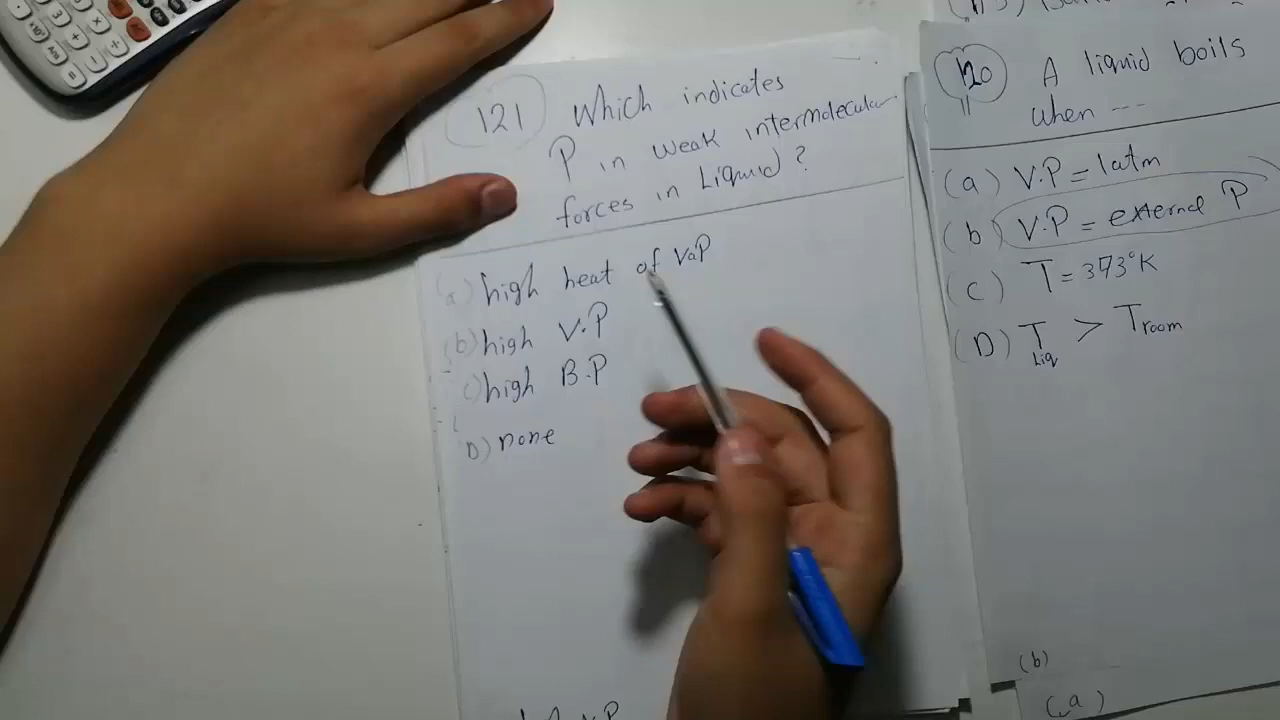 121 Which indicates
P in weak intermolecular
forces in Liquid?
(a) high heat of VaP
(b) high V.P
(c) high B.P
(D) none
120 A liquid boils
when ---
(a) V.P = 1atm
(b) V.P = external P
(c) T = 373°K
(D) T Liq > T room
(b)
(a)